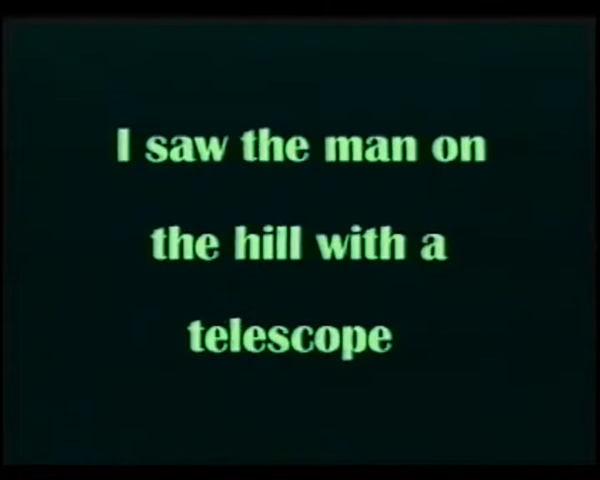 I saw the man on
the hill with a
telescope